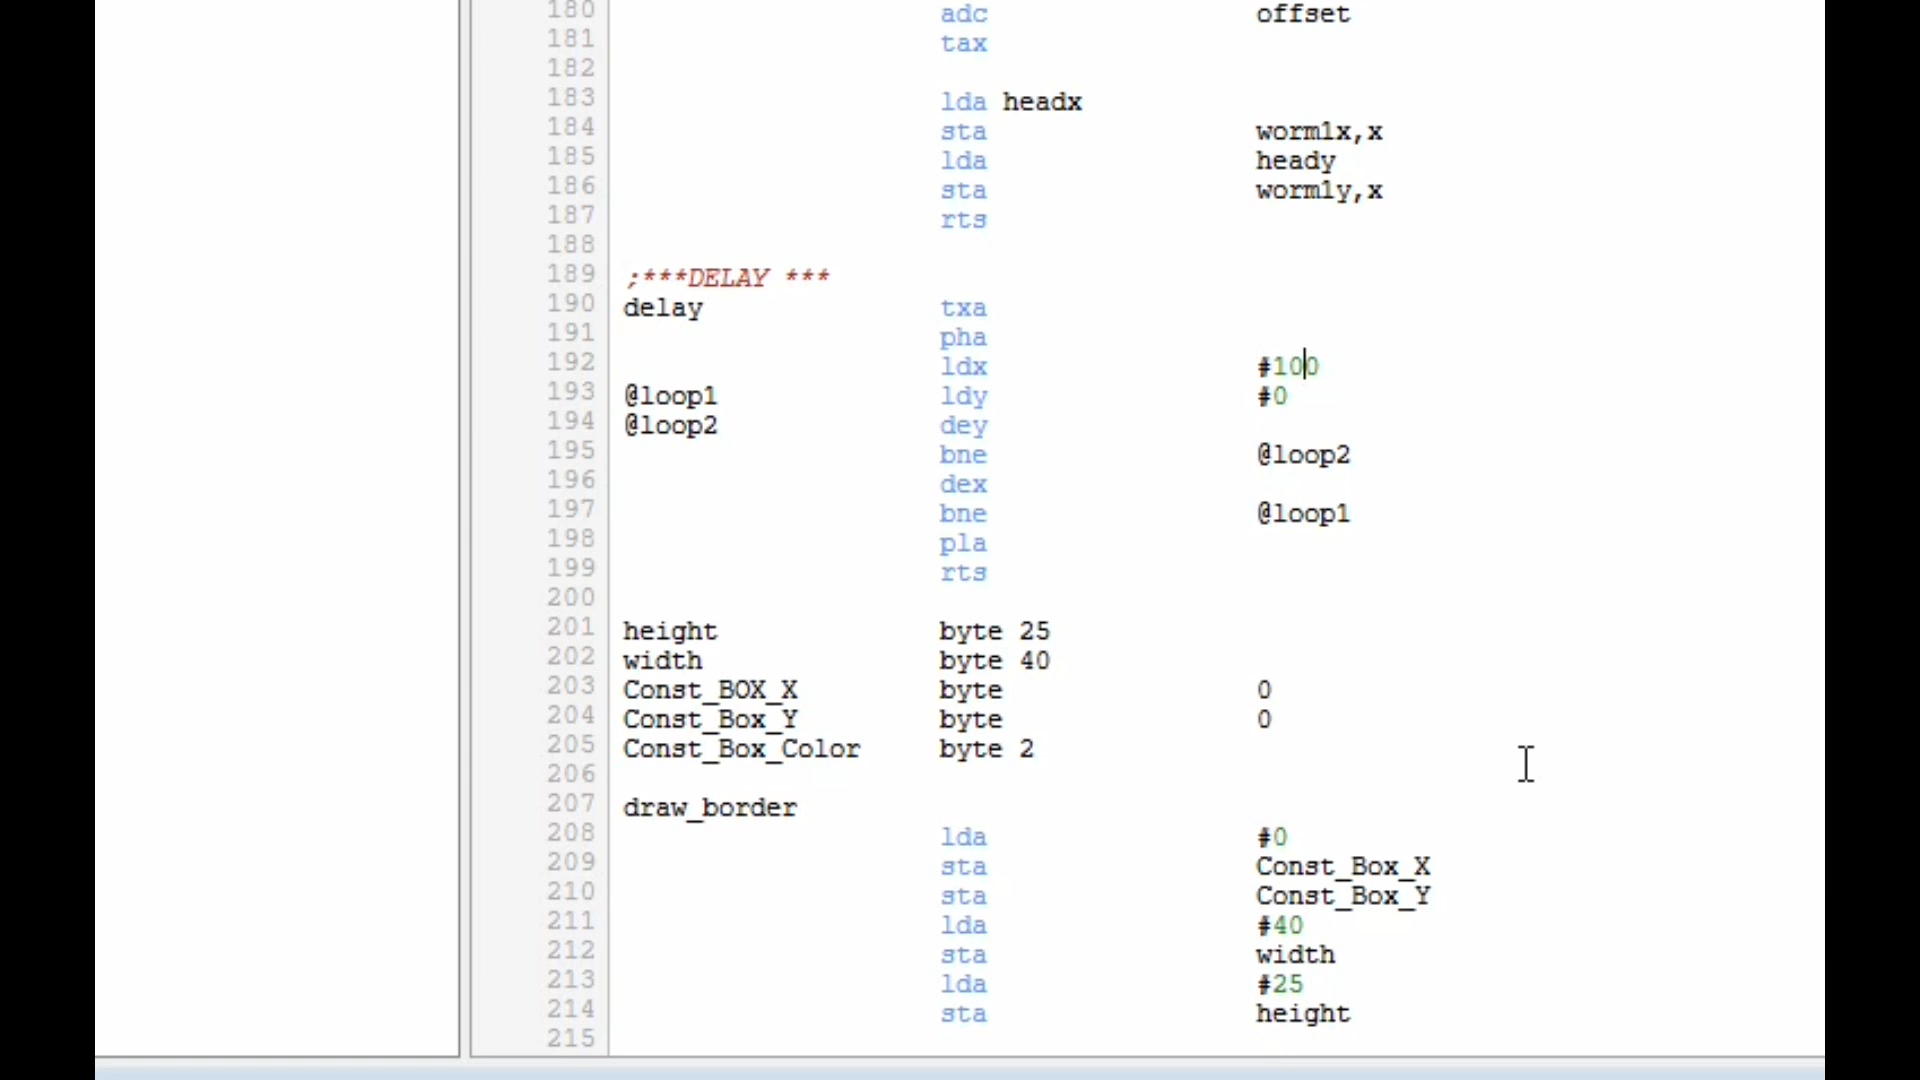 180 adc offset
181 tax
182
183 lda headx
184 sta worm1x,x
185 lda heady
186 sta worm1y,x
187 rts
188
189 ;***DELAY ***
190 delay txa
191 pha
192 ldx #100
193 @loop1 ldy #0
194 @loop2 dey
195 bne @loop2
196 dex
197 bne @loop1
198 pla
199 rts
200
201 height byte 25
202 width byte 40
203 Const_BOX_X byte 0
204 Const_Box_Y byte 0
205 Const_Box_Color byte 2
206
207 draw_border
208 lda #0
209 sta Const_Box_X
210 sta Const_Box_Y
211 lda #40
212 sta width
213 lda #25
214 sta height
215